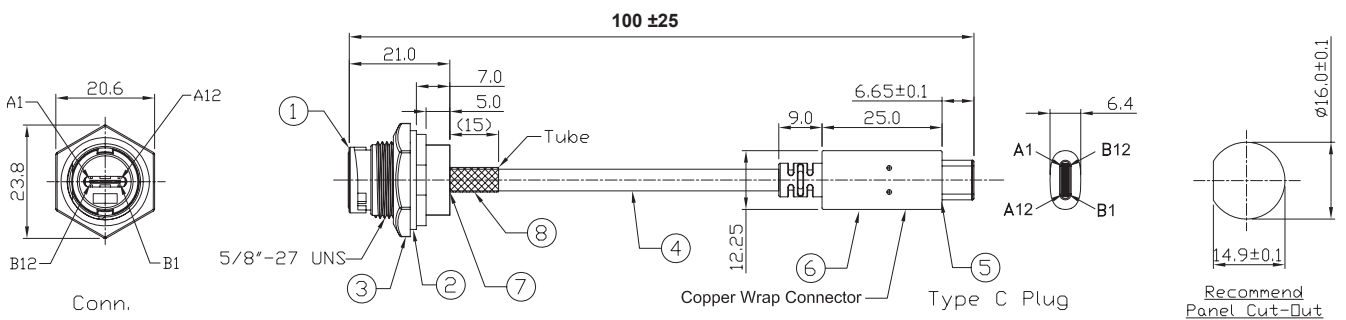 100 ±25
21.0
7.0
5.0
(15)
Tube
9.0
25.0
6.65±0.1
6.4
Ø16.0±0.1
20.6
A1
A12
23.8
B12
B1
Conn.
1
5/8"-27 UNS
3
2
7
8
4
12.25
6
5
Copper Wrap Connector
Type C Plug
A1
B12
A12
B1
14.9±0.1
Recommend
Panel Cut-Out